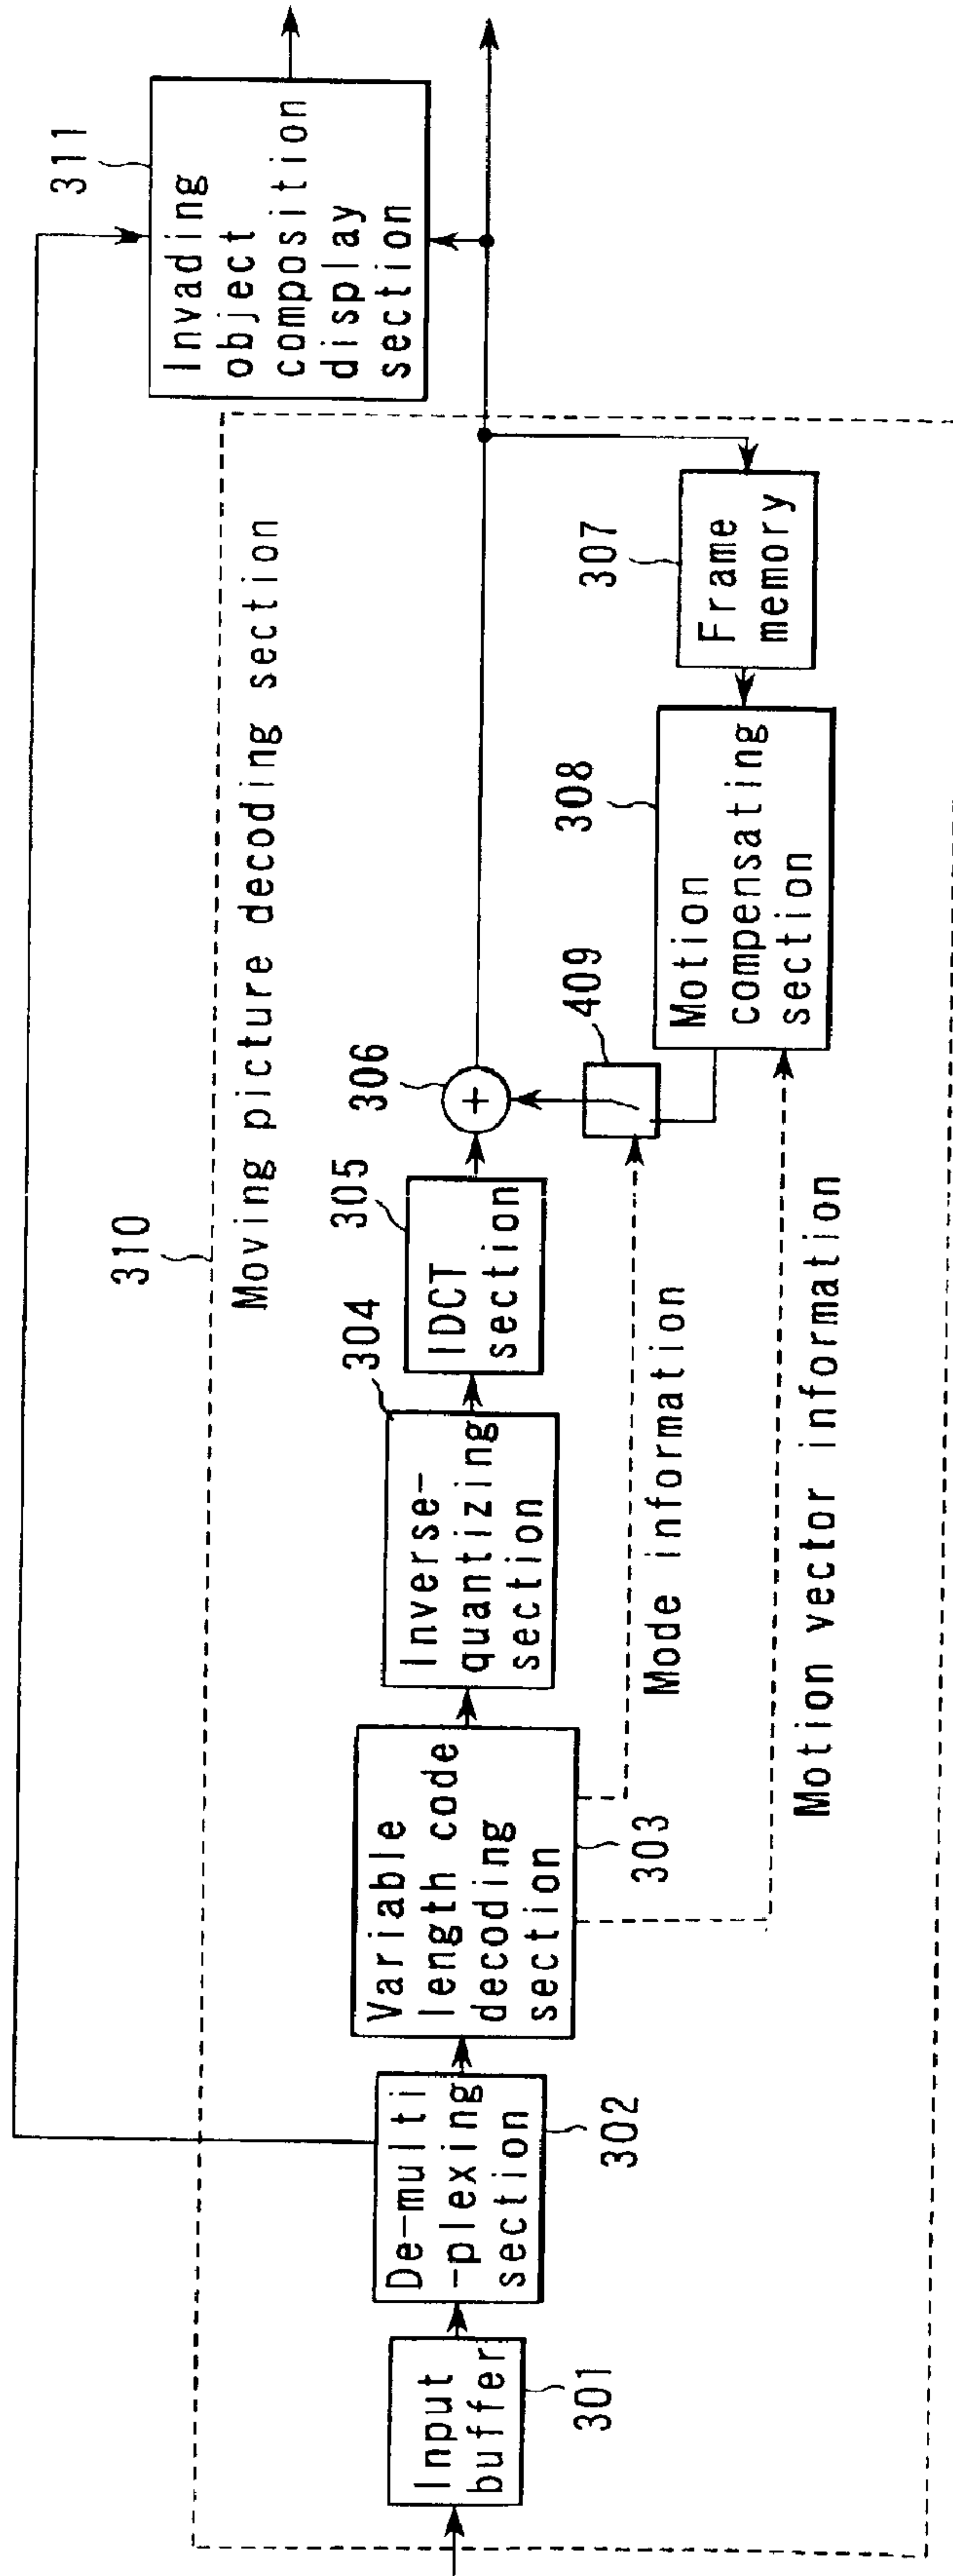 310
Moving picture decoding section
311
Invading
object
composition
display
section
301
Input
buffer
302
De-multi
-plexing
section
303
Variable
length code
decoding
section
304
Inverse-
quantizing
section
305
IDCT
section
306
+
409
308
Motion
compensating
section
307
Frame
memory
Mode information
Motion vector information